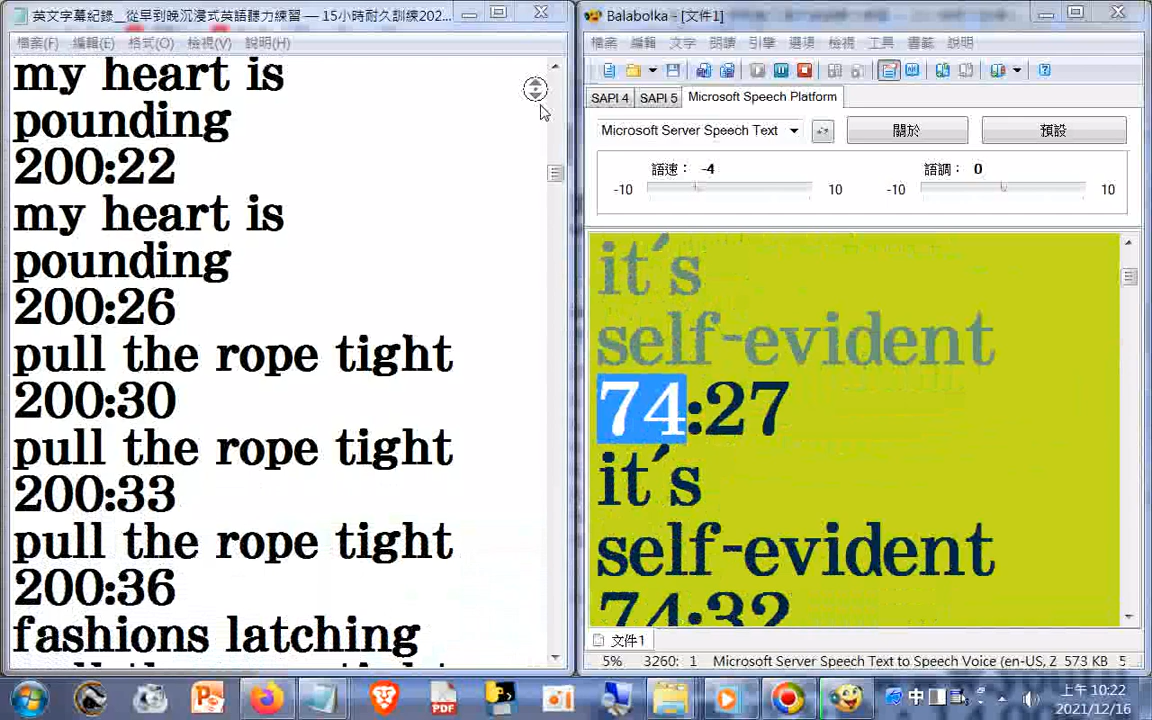 英文字幕紀錄__從早到晚沉浸式英語聽力練習 — 15小時耐久訓練202...
檔案(F) 編輯(E) 格式(O) 檢視(V) 說明(H)
my heart is
pounding
200:22
my heart is
pounding
200:26
pull the rope tight
200:30
pull the rope tight
200:33
pull the rope tight
200:36
fashions latching
Balabolka - [文件1]
檔案 編輯 文字 朗讀 引擎 選項 檢視 工具 書籤 說明
SAPI 4 SAPI 5 Microsoft Speech Platform
Microsoft Server Speech Text 關於 預設
語速： -4 語調： 0
-10 10 -10 10
it´s
self-evident
74:27
it´s
self-evident
74:32
文件1
5% 3260: 1 Microsoft Server Speech Text to Speech Voice (en-US, Z 573 KB 5
PDF 中 上午 10:22
2021/12/16